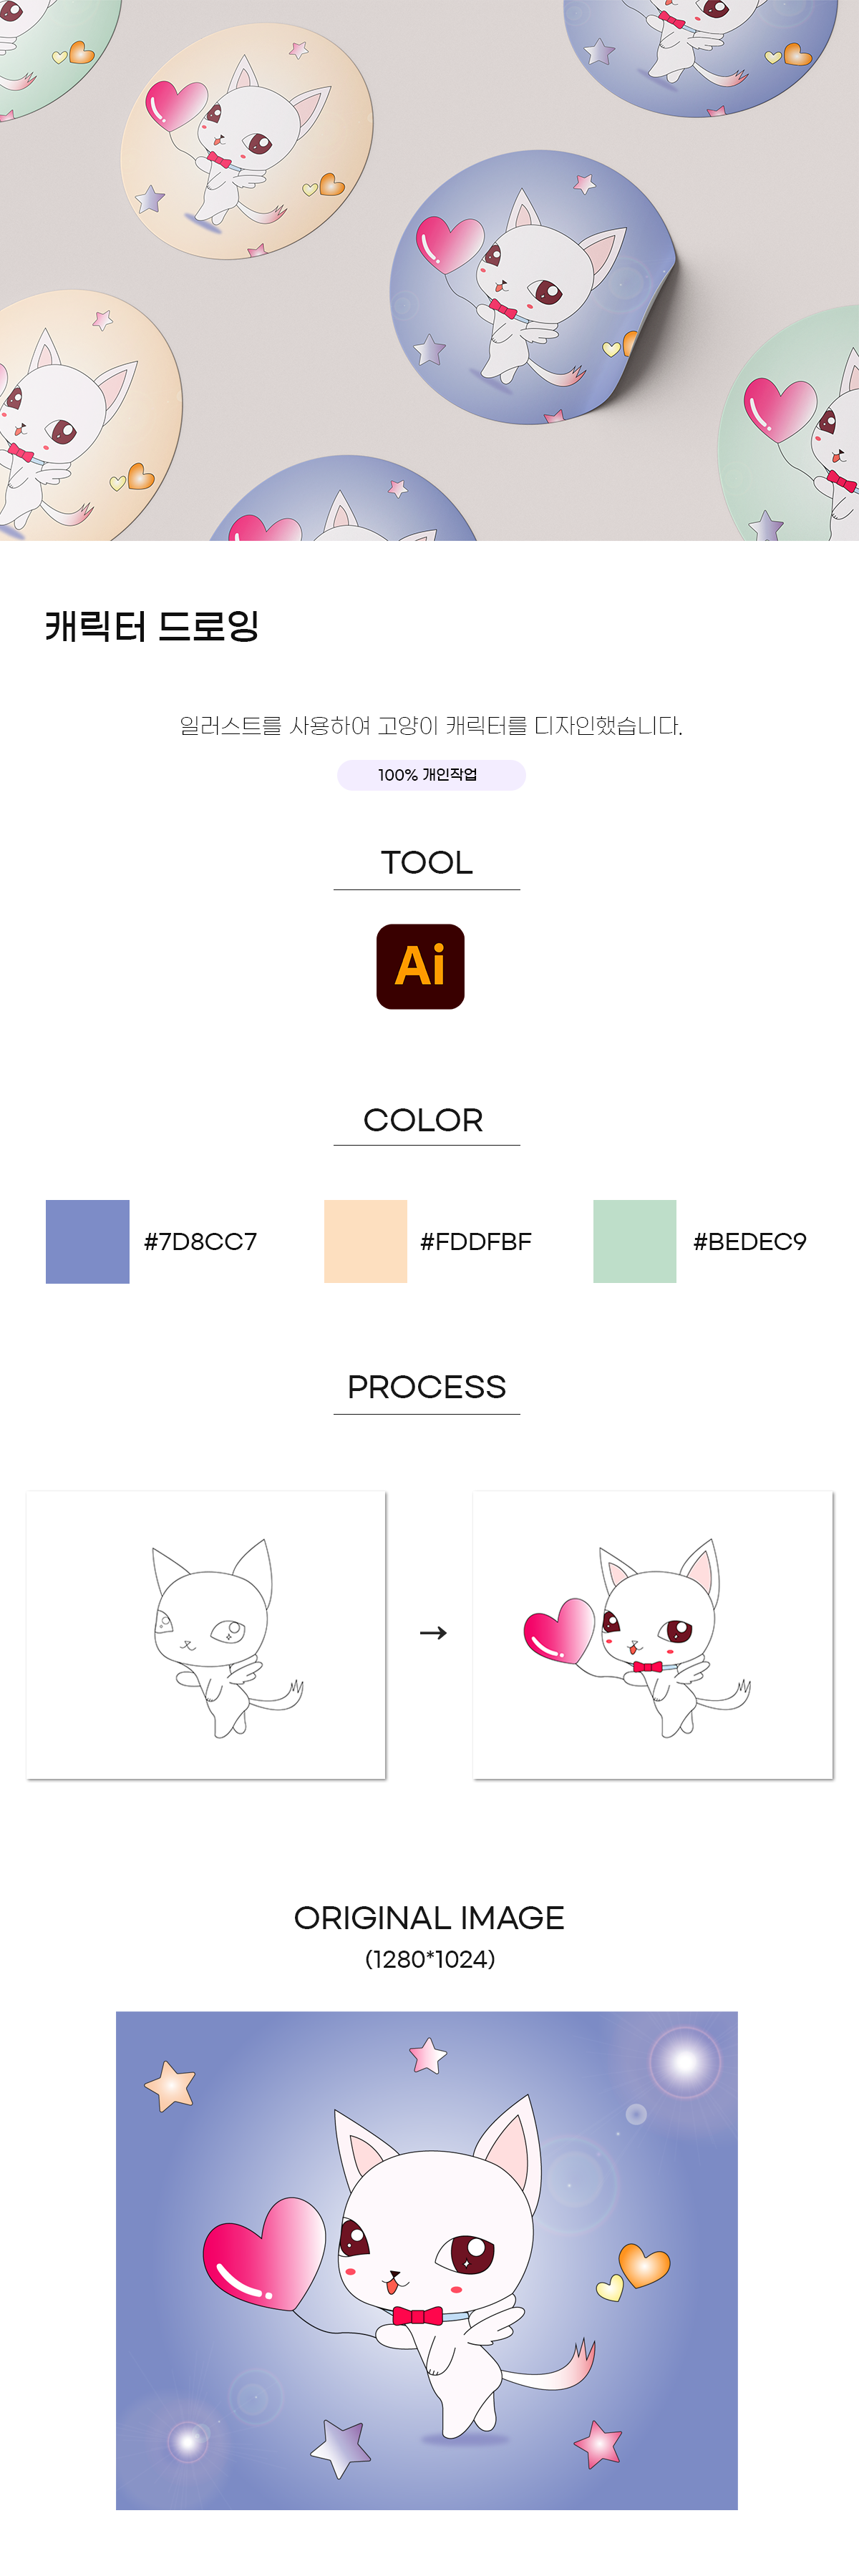 캐릭터 드로잉
일러스트를 사용하여 고양이 캐릭터를 디자인했습니다.
100% 개인작업
TOOL
Ai
COLOR
#7D8CC7
#FDDFBF
#BEDEC9
PROCESS
→
ORIGINAL IMAGE
(1280*1024)